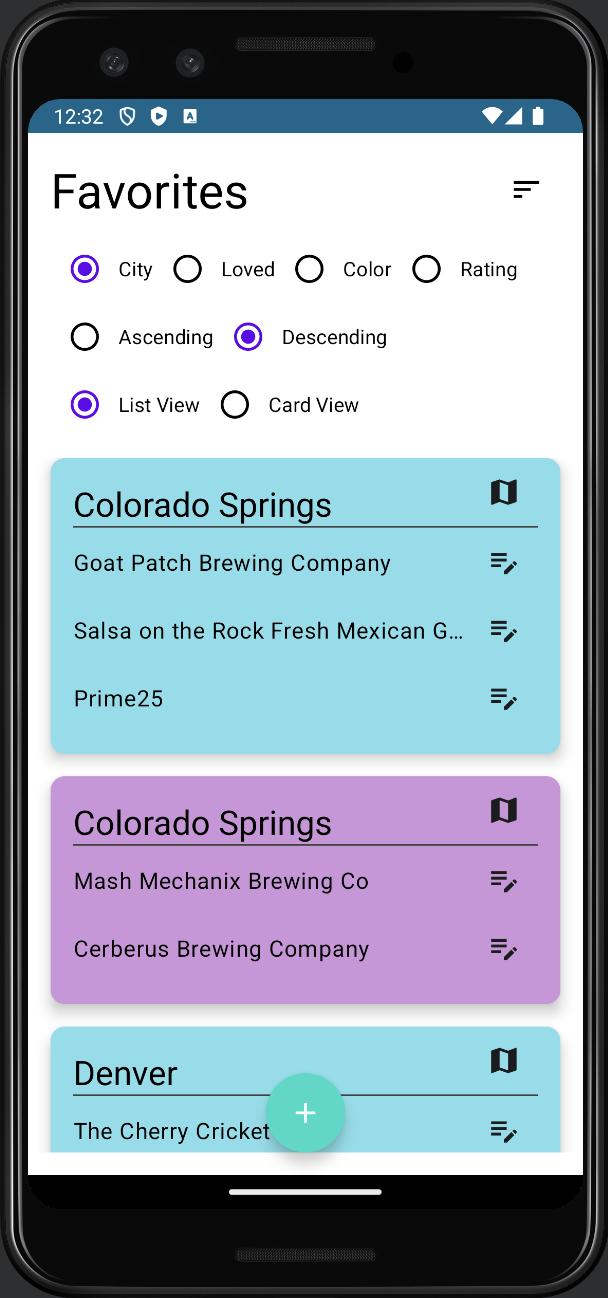 12:32
Favorites
City Loved Color Rating
Ascending Descending
List View Card View
Colorado Springs
Goat Patch Brewing Company
Salsa on the Rock Fresh Mexican G...
Prime25
Colorado Springs
Mash Mechanix Brewing Co
Cerberus Brewing Company
Denver
The Cherry Cricket